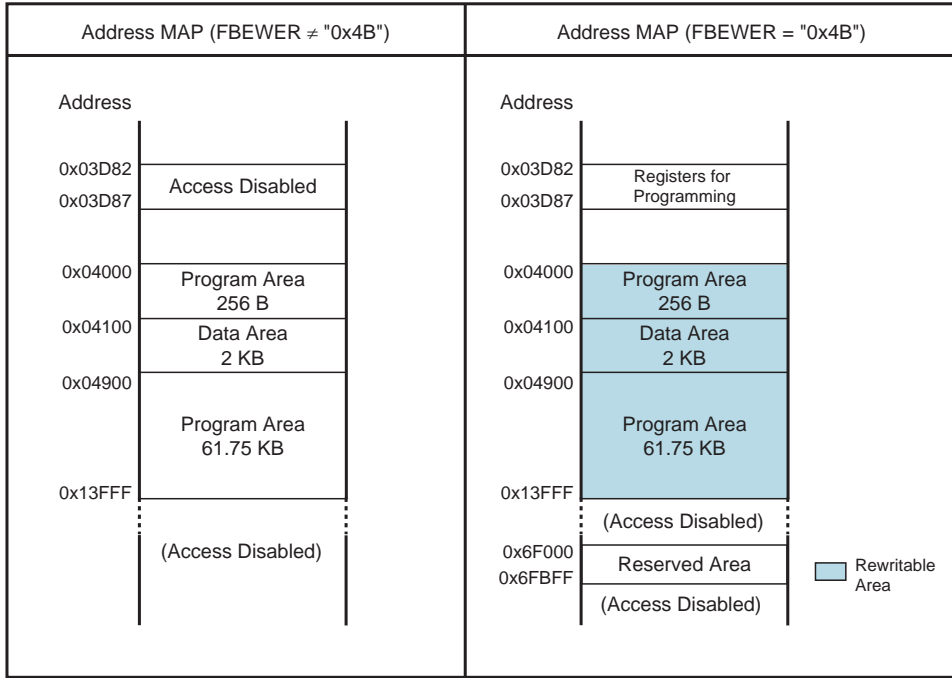 Address MAP (FBEWER ≠ "0x4B")
Address
0x03D82
Access Disabled
0x03D87
0x04000
Program Area
256 B
0x04100
Data Area
2 KB
0x04900
Program Area
61.75 KB
0x13FFF
(Access Disabled)
Address MAP (FBEWER = "0x4B")
Address
0x03D82
Registers for
Programming
0x03D87
0x04000
Program Area
256 B
0x04100
Data Area
2 KB
0x04900
Program Area
61.75 KB
0x13FFF
(Access Disabled)
0x6F000
Reserved Area
0x6FBFF
(Access Disabled)
Rewritable
Area